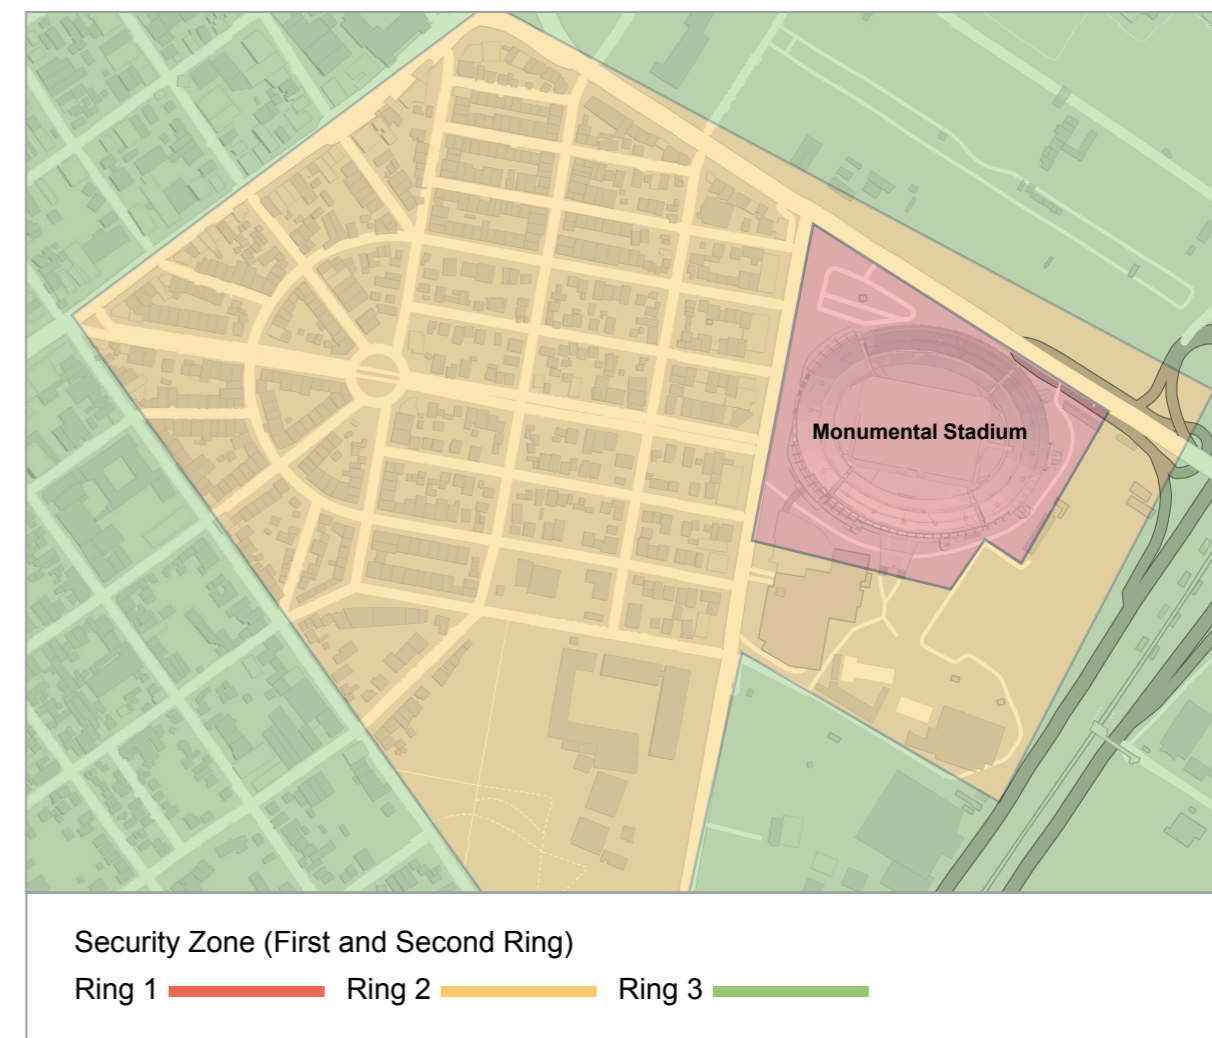 Monumental Stadium
Security Zone (First and Second Ring)
Ring 1 Ring 2 Ring 3